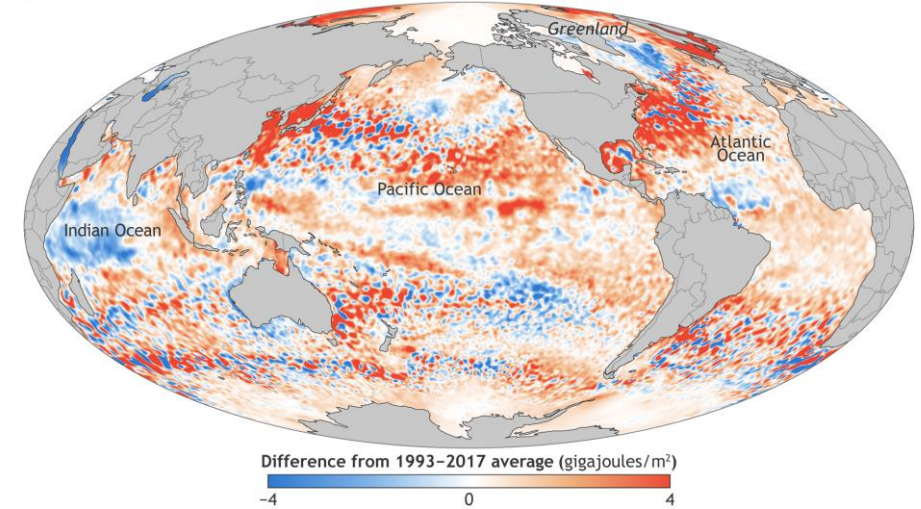 Greenland
Atlantic
Ocean
Pacific Ocean
Indian Ocean
Difference from 1993–2017 average (gigajoules/m²)
−4 0 4